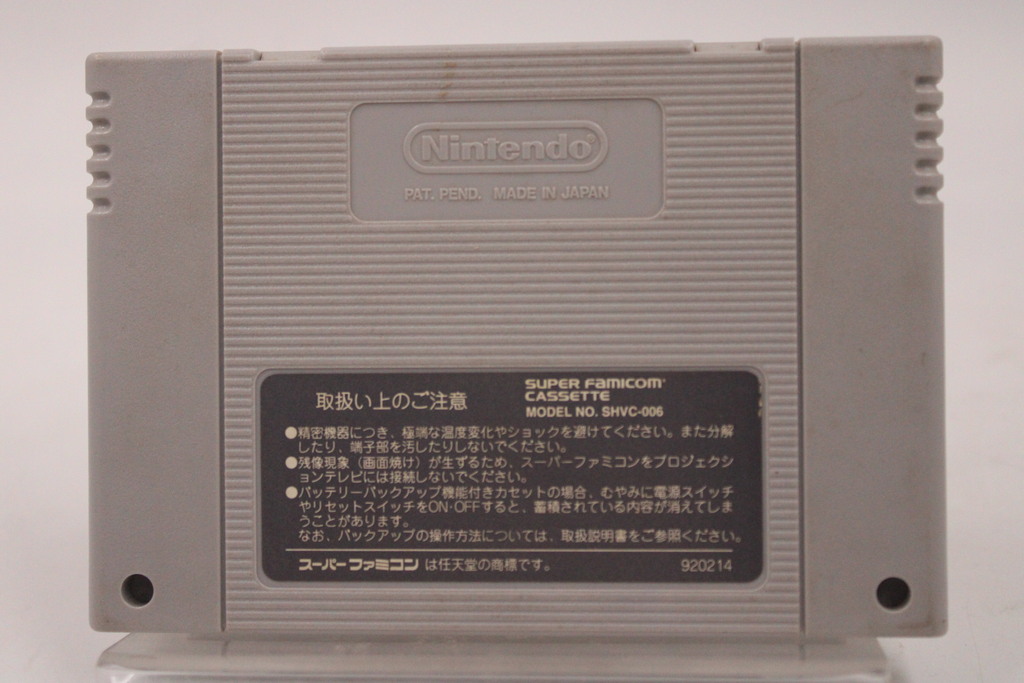 Nintendo®
PAT. PEND. MADE IN JAPAN
取扱い上のご注意
SUPER Famicom
CASSETTE
MODEL NO. SHVC-006
●精密機器につき、極端な温度変化やショックを避けてください。また分解
したり、端子部を汚したりしないでください。
●残像現象（画面焼け）が生ずるため、スーパーファミコンをプロジェクシ
ョンテレビには接続しないでください。
●バッテリーバックアップ機能付きカセットの場合、むやみに電源スイッチ
やリセットスイッチをON・OFFすると、蓄積されている内容が消えてしま
うことがあります。
なお、バックアップの操作方法については、取扱説明書をご参照ください。
スーパーファミコン は任天堂の商標です。
920214